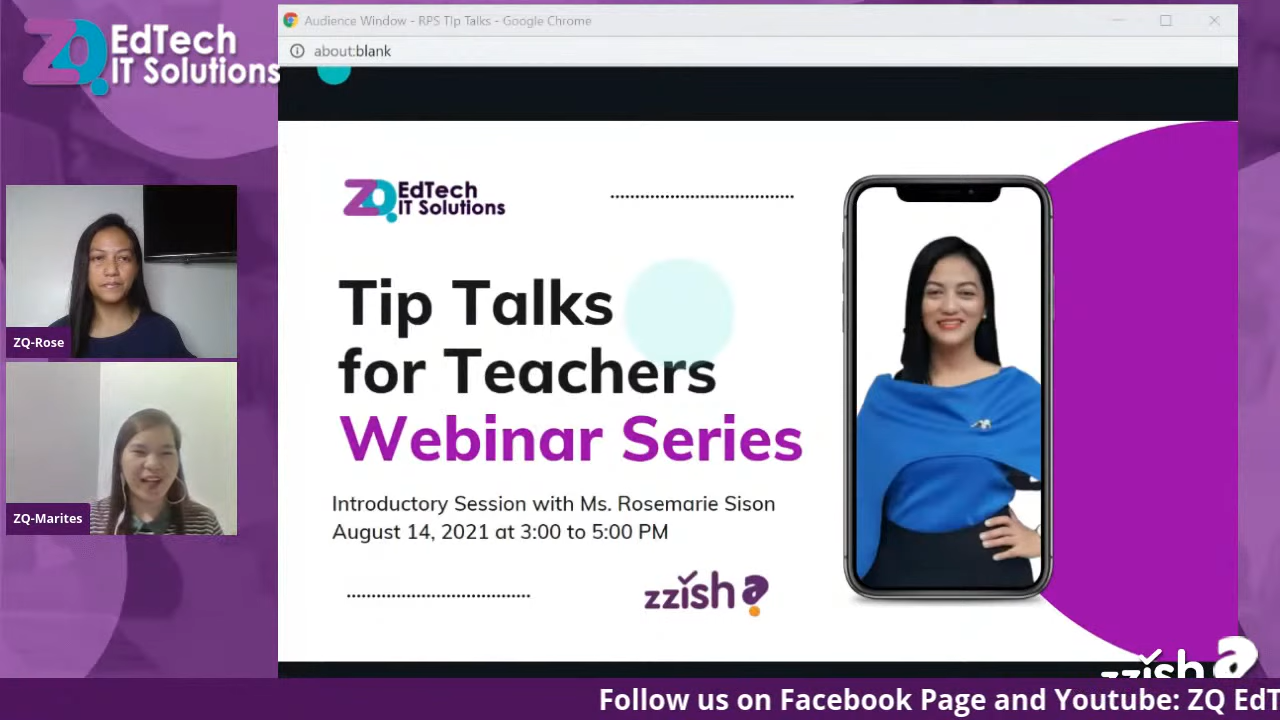 ZQ EdTech
IT Solutions
Audience Window - RPS TIp Talks - Google Chrome
about:blank
ZQ EdTech
IT Solutions
Tip Talks
for Teachers
Webinar Series
Introductory Session with Ms. Rosemarie Sison
August 14, 2021 at 3:00 to 5:00 PM
zzish a
ZQ-Rose
ZQ-Marites
zzish a
Follow us on Facebook Page and Youtube: ZQ EdT